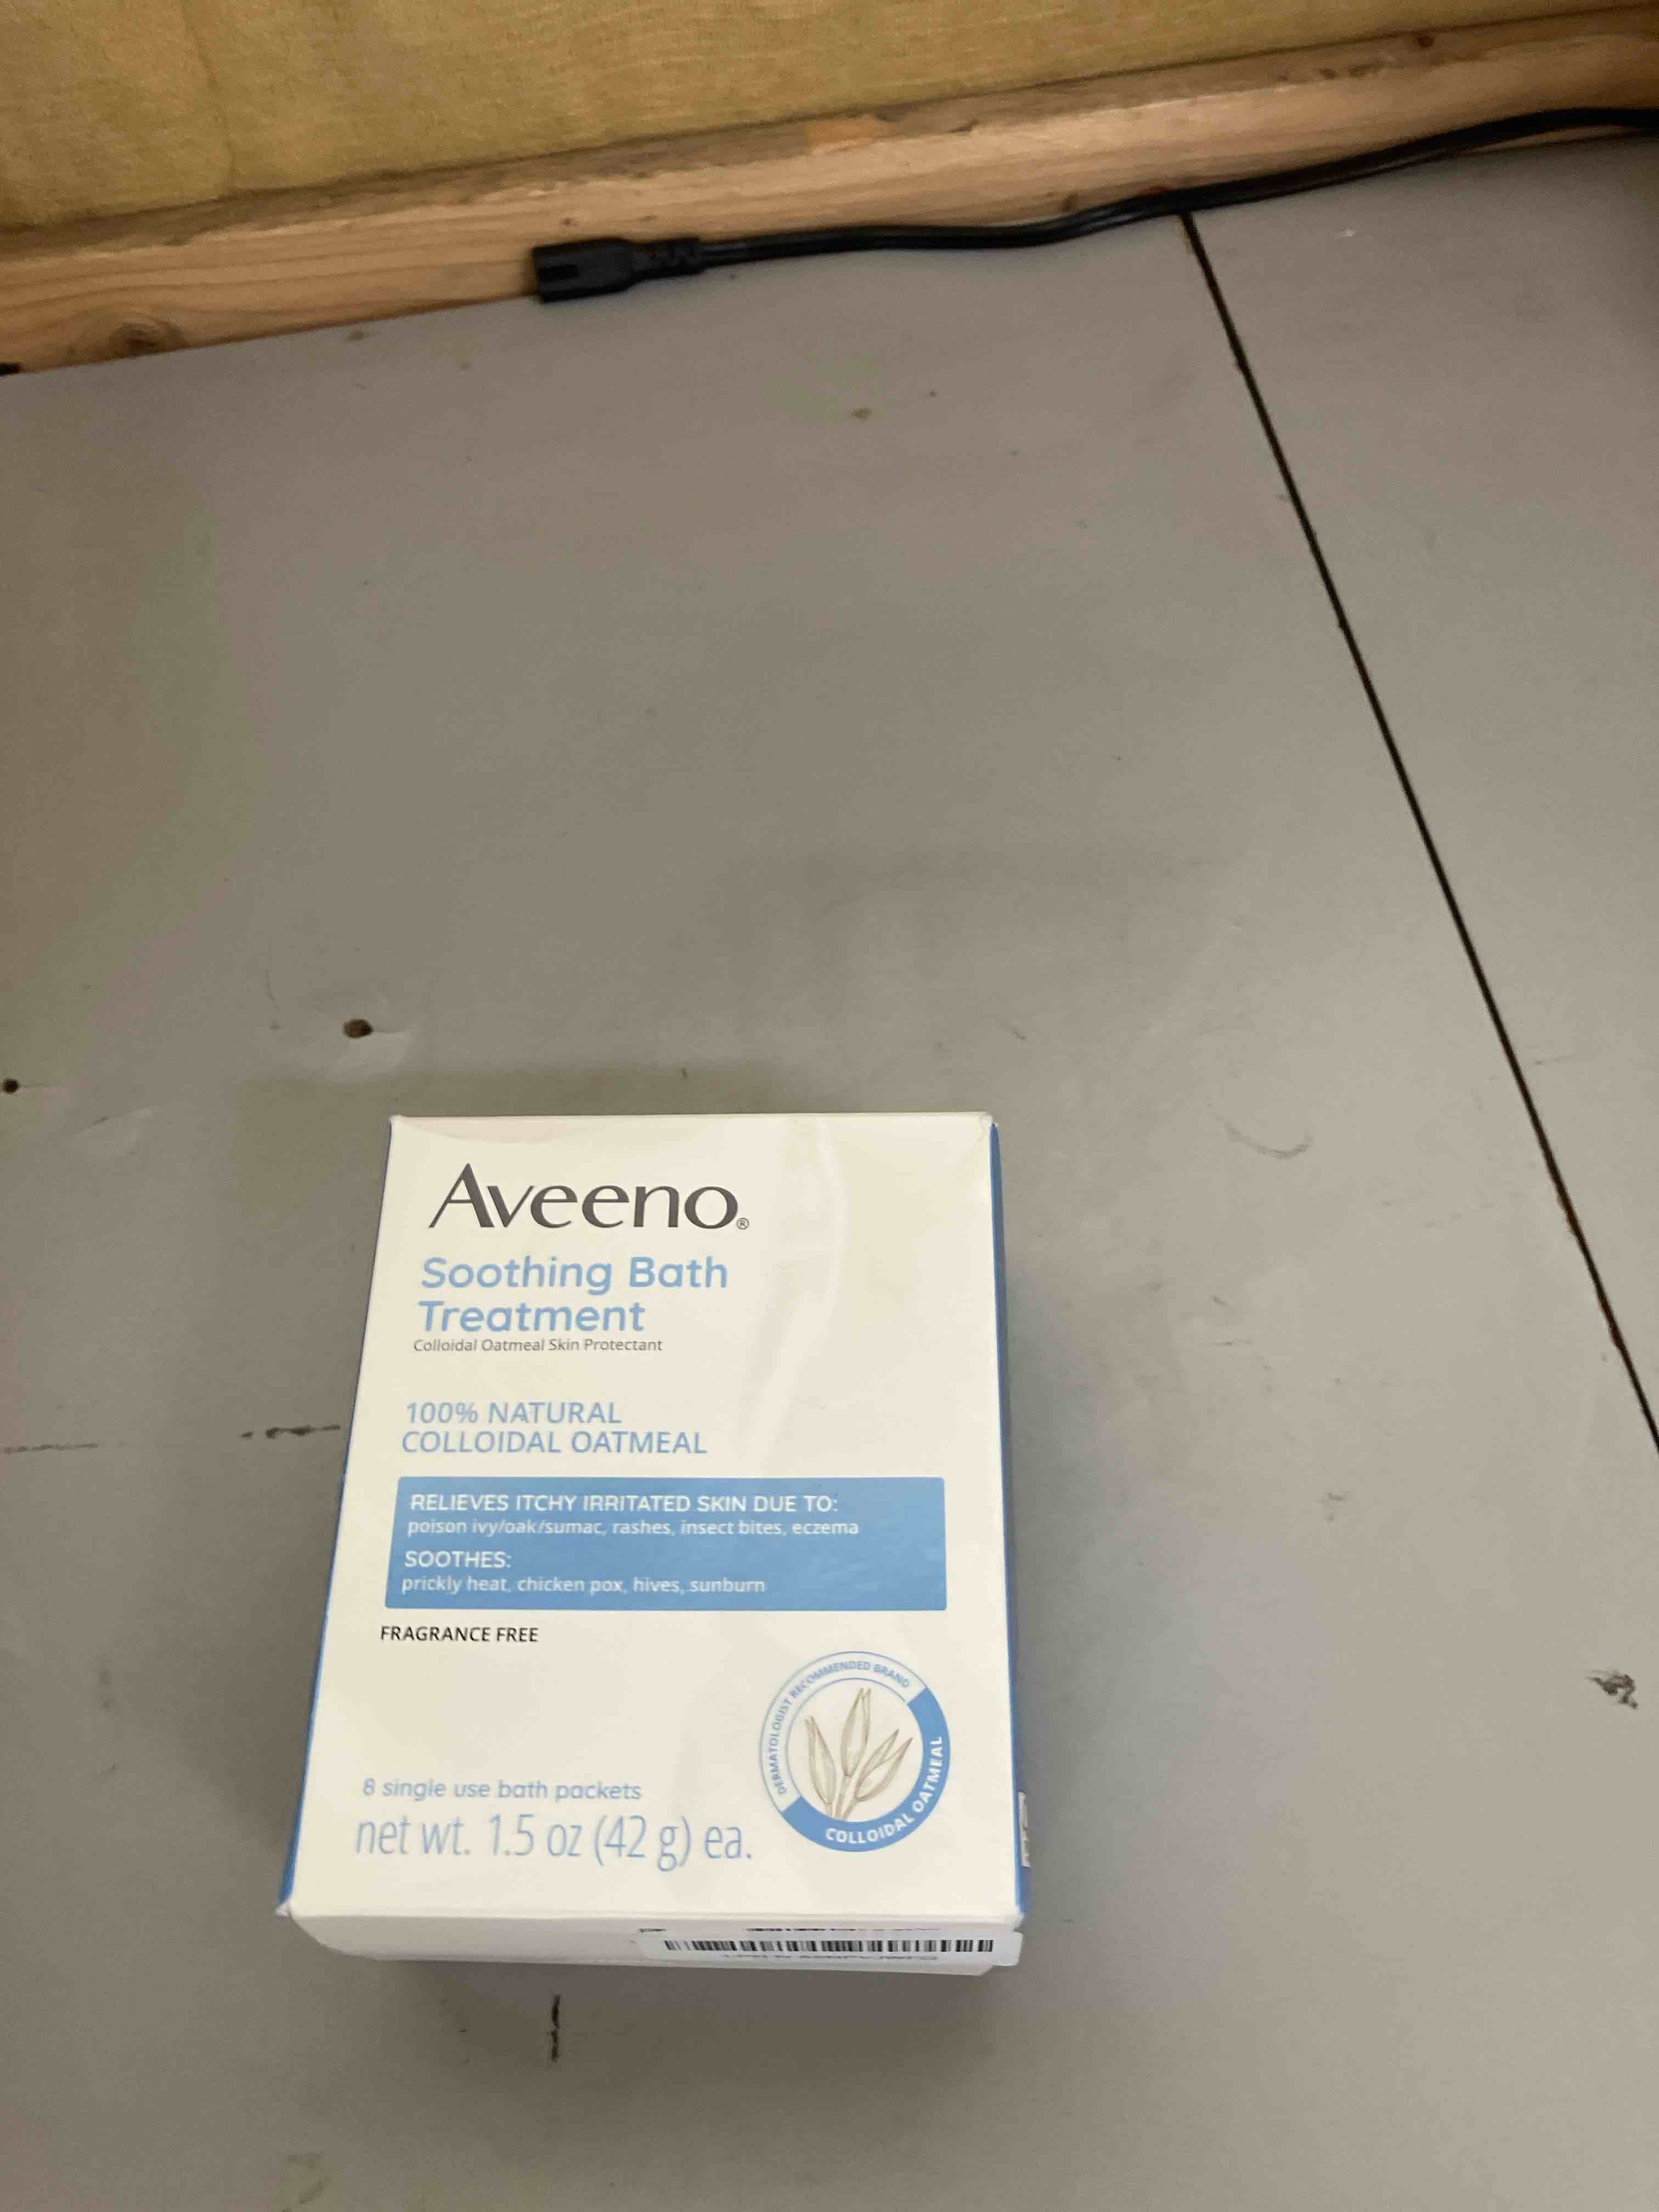 Aveeno®
Soothing Bath
Treatment
Colloidal Oatmeal Skin Protectant
100% NATURAL
COLLOIDAL OATMEAL
RELIEVES ITCHY IRRITATED SKIN DUE TO:
poison ivy/oak/sumac, rashes, insect bites, eczema
SOOTHES:
prickly heat, chicken pox, hives, sunburn
FRAGRANCE FREE
DERMATOLOGIST RECOMMENDED BRAND
COLLOIDAL OATMEAL
8 single use bath packets
net wt. 1.5 oz (42 g) ea.